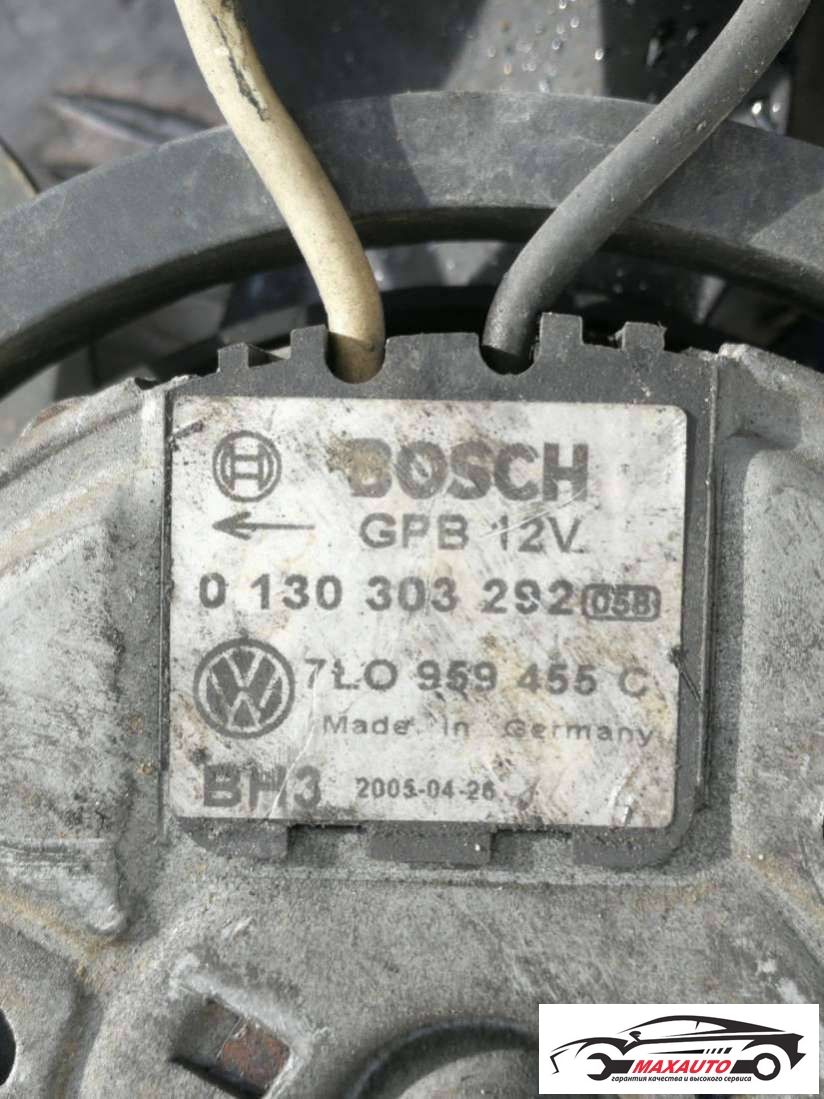 BOSCH
GPB 12V
0 130 303 292 058
7L0 959 455 C
Made in Germany
BH3 2005-04-26
MAXAUTO
гарантия качества и высокого сервиса